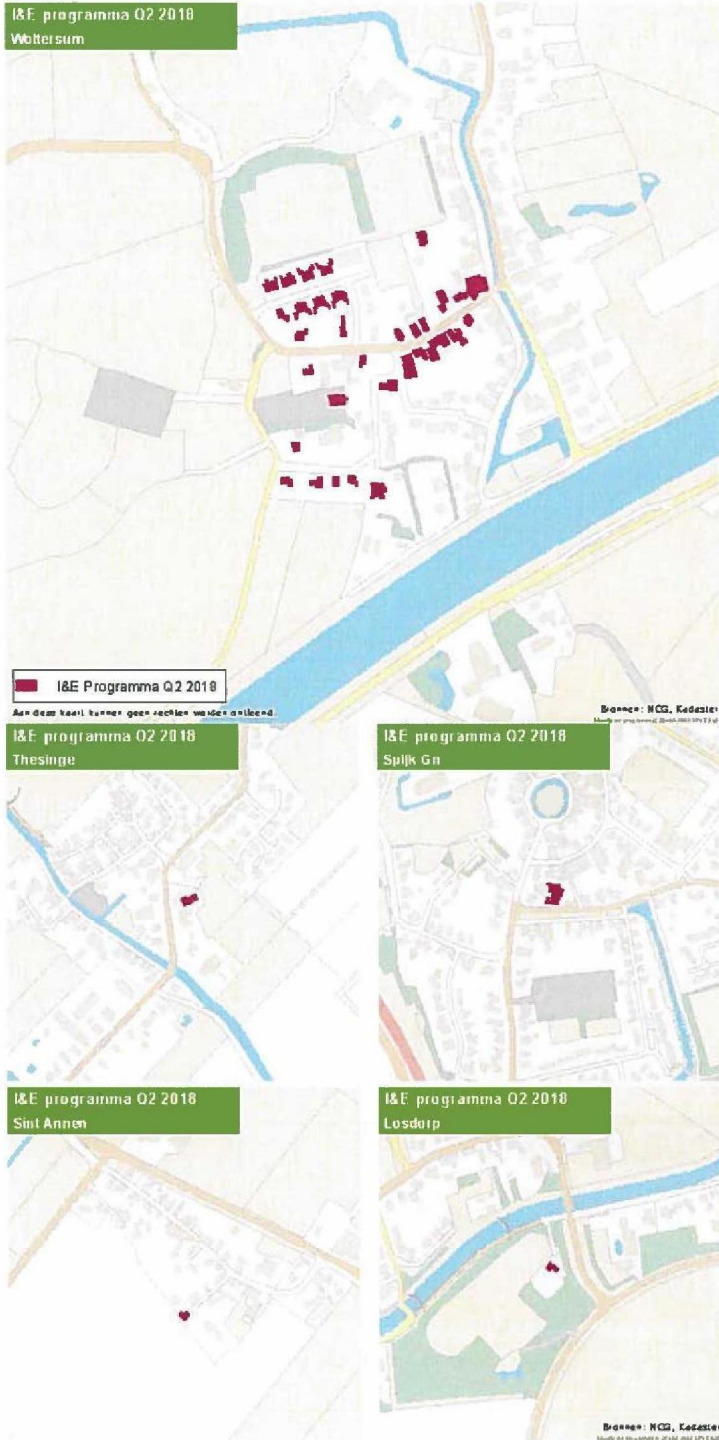 I&E programma Q2 2018
Woltersum
I&E Programma Q2 2018
Aan deze kaart kunnen geen rechten worden ontleend.
Bronnen: NCG, Kadaster
I&E programma Q2 2018
Thesinge
I&E programma Q2 2018
Spijk Gn
I&E programma Q2 2018
Sint Annen
I&E programma Q2 2018
Losdorp
Bronnen: NCG, Kadaster